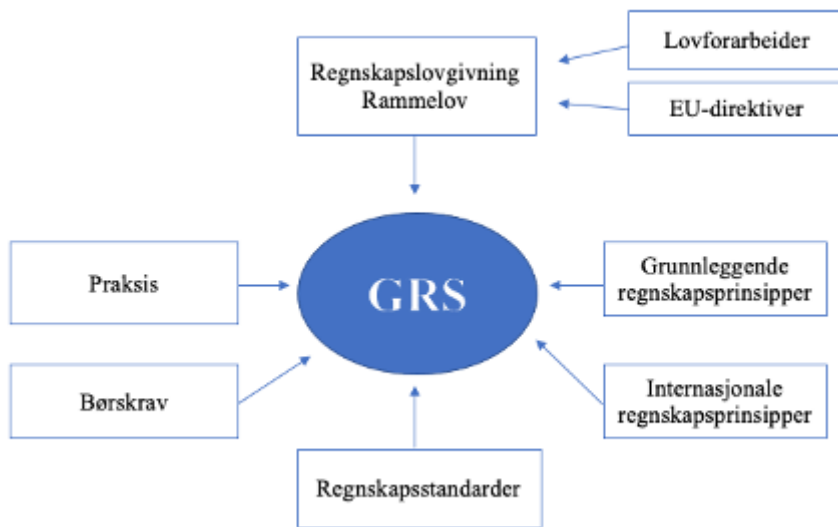 Lovforarbeider
Regnskapslovgivning
Rammelov
EU-direktiver
Praksis
GRS
Grunnleggende
regnskapsprinsipper
Børskrav
Internasjonale
regnskapsprinsipper
Regnskapsstandarder